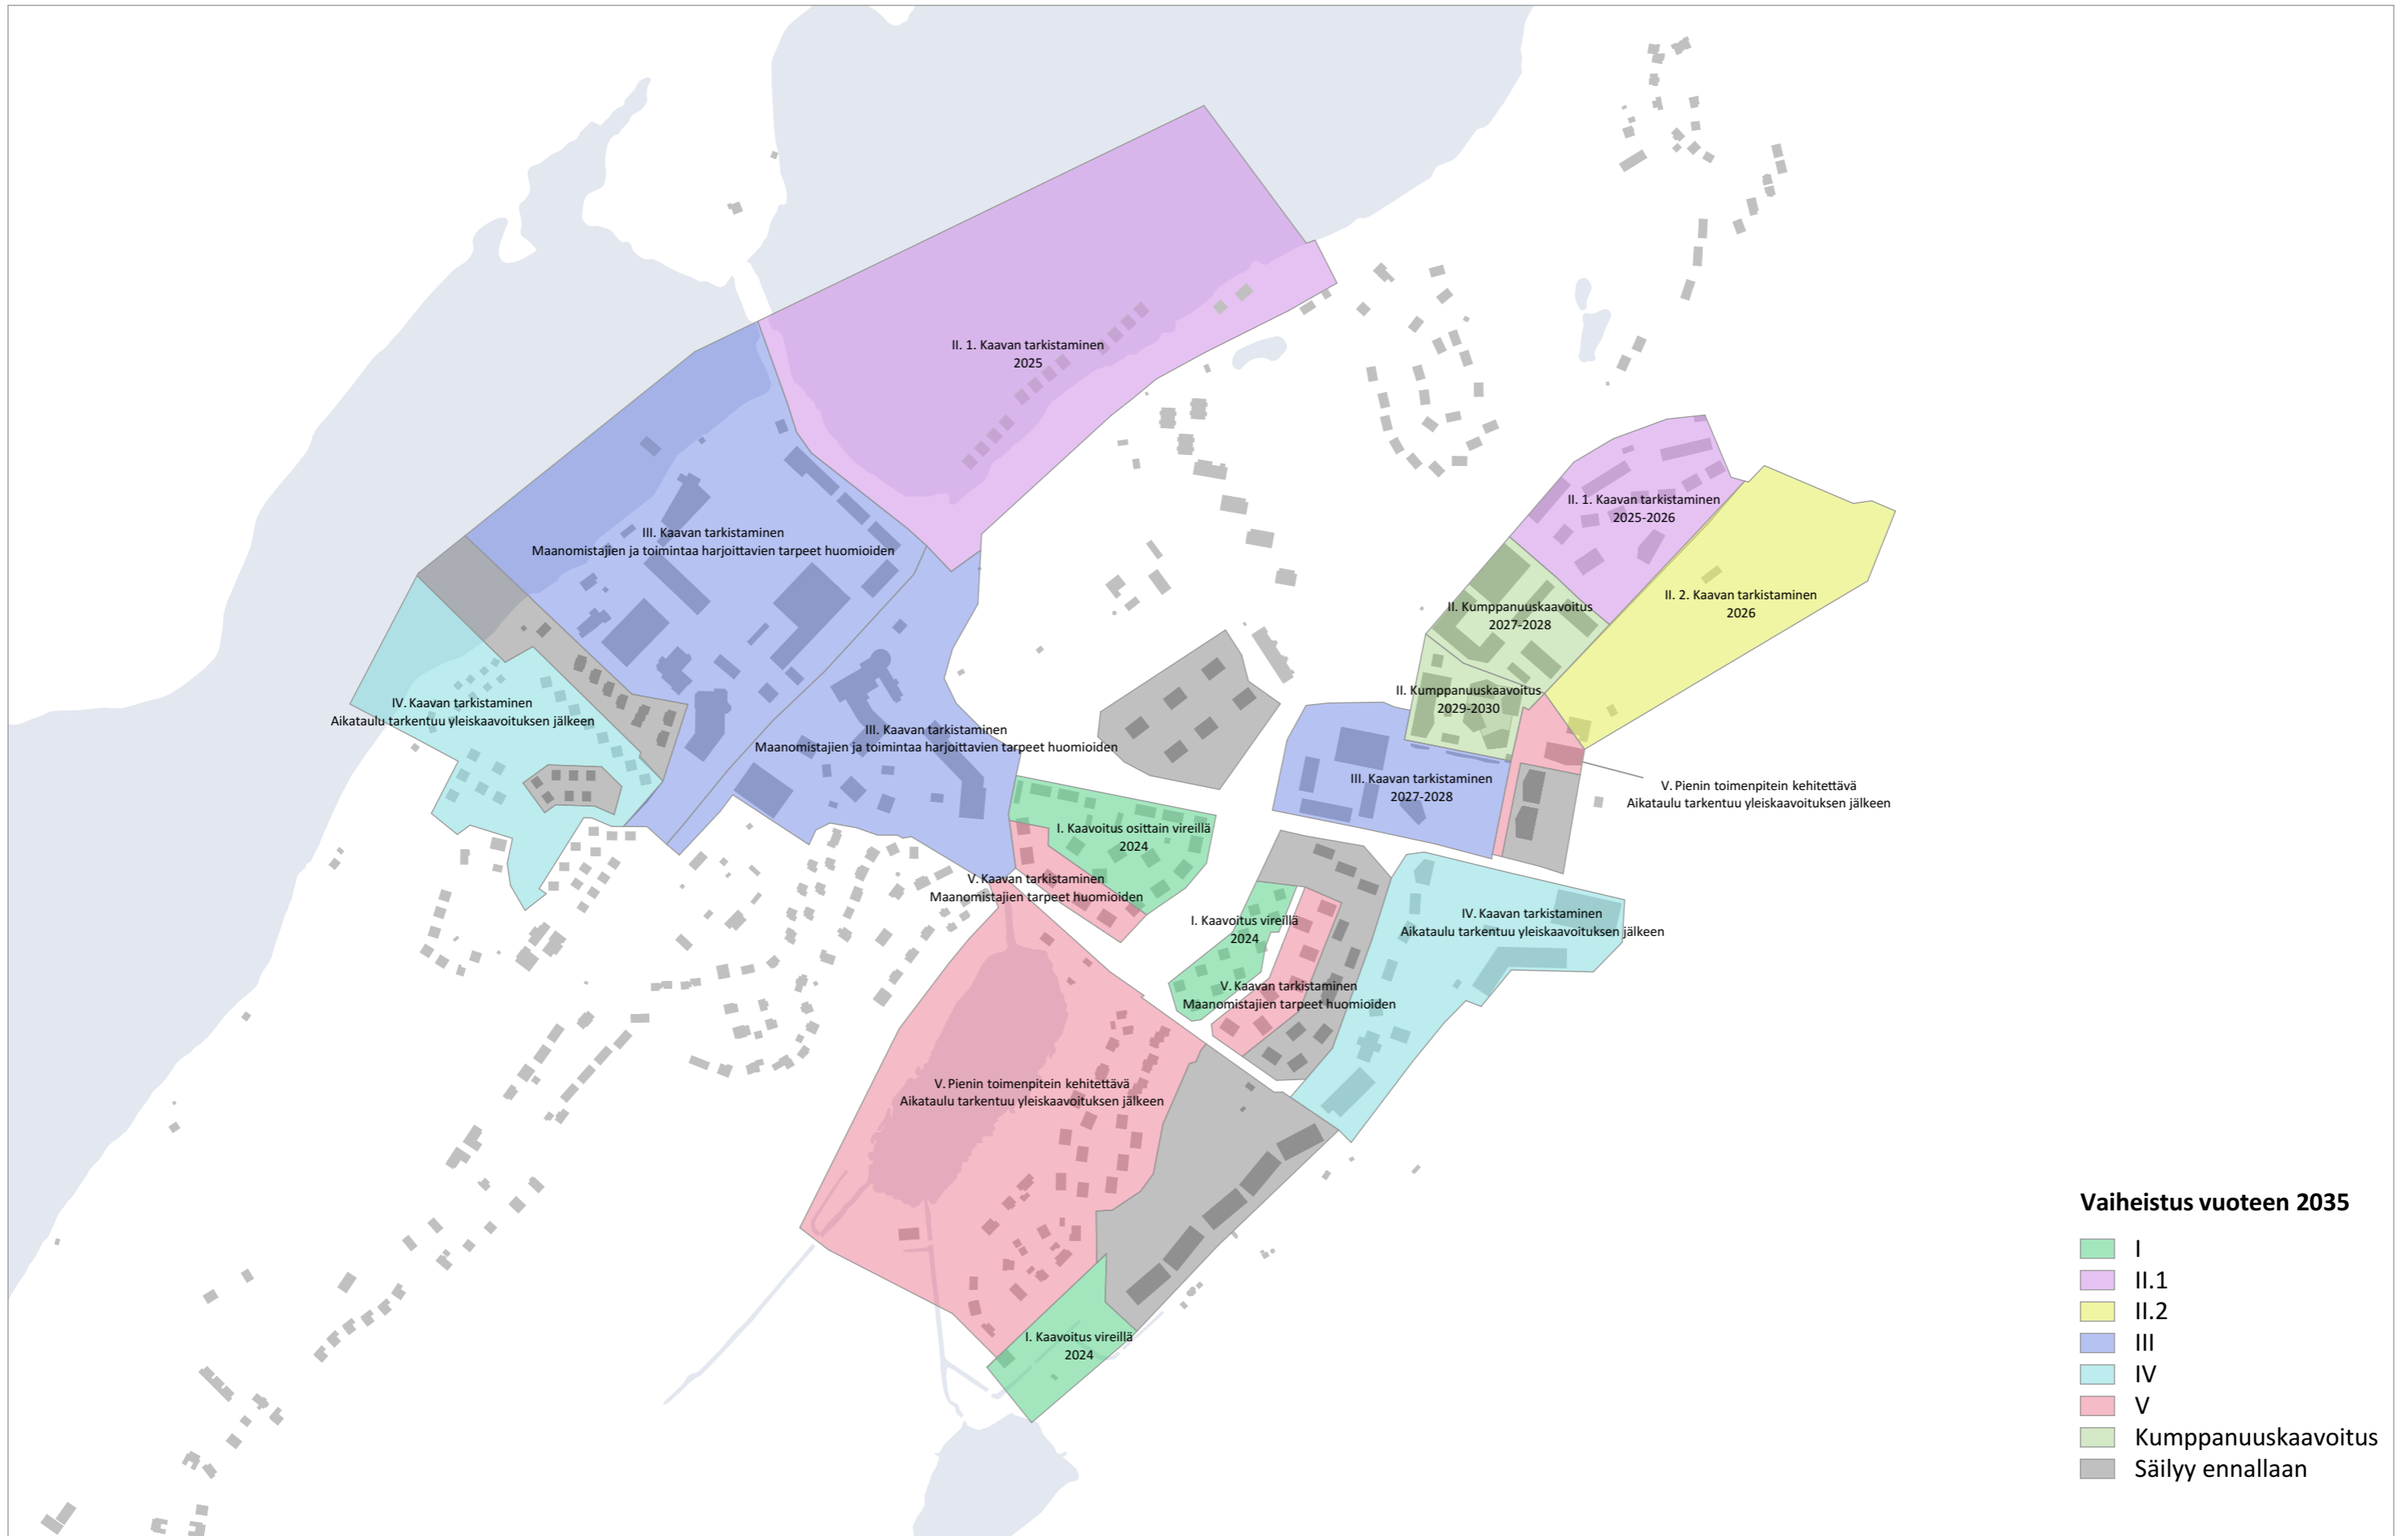 II. 1. Kaavan tarkistaminen
2025
II. 1. Kaavan tarkistaminen
2025-2026
III. Kaavan tarkistaminen
Maanomistajien ja toimintaa harjoittavien tarpeet huomioiden
II. 2. Kaavan tarkistaminen
2026
II. Kumppanuuskaavoitus
2027-2028
II. Kumppanuuskaavoitus
2029-2030
IV. Kaavan tarkistaminen
Aikataulu tarkentuu yleiskaavoituksen jälkeen
III. Kaavan tarkistaminen
Maanomistajien ja toimintaa harjoittavien tarpeet huomioiden
III. Kaavan tarkistaminen
2027-2028
V. Pienin toimenpitein kehitettävä
Aikataulu tarkentuu yleiskaavoituksen jälkeen
I. Kaavoitus osittain vireillä
2024
V. Kaavan tarkistaminen
Maanomistajien tarpeet huomioiden
I. Kaavoitus vireillä
2024
IV. Kaavan tarkistaminen
Aikataulu tarkentuu yleiskaavoituksen jälkeen
V. Kaavan tarkistaminen
Maanomistajien tarpeet huomioiden
V. Pienin toimenpitein kehitettävä
Aikataulu tarkentuu yleiskaavoituksen jälkeen
I. Kaavoitus vireillä
2024
Vaiheistus vuoteen 2035
I
II.1
II.2
III
IV
V
Kumppanuuskaavoitus
Säilyy ennallaan